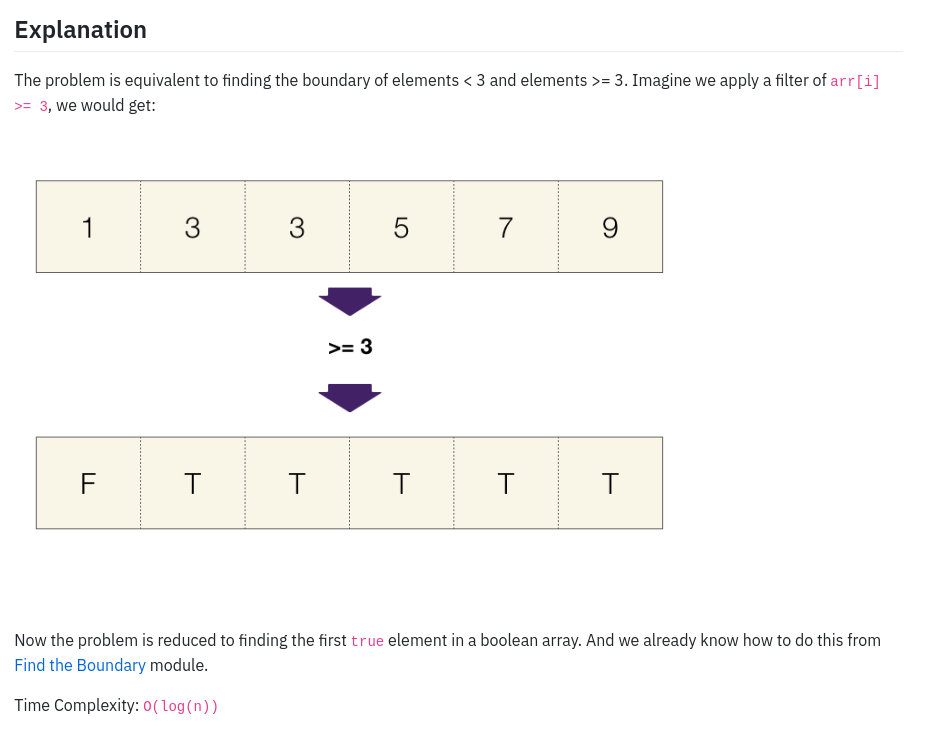 Explanation
The problem is equivalent to finding the boundary of elements < 3 and elements >= 3. Imagine we apply a filter of arr[i]
>= 3, we would get:
1 3 3 5 7 9
>= 3
F T T T T T
Now the problem is reduced to finding the first true element in a boolean array. And we already know how to do this from
Find the Boundary module.
Time Complexity: O(log(n))